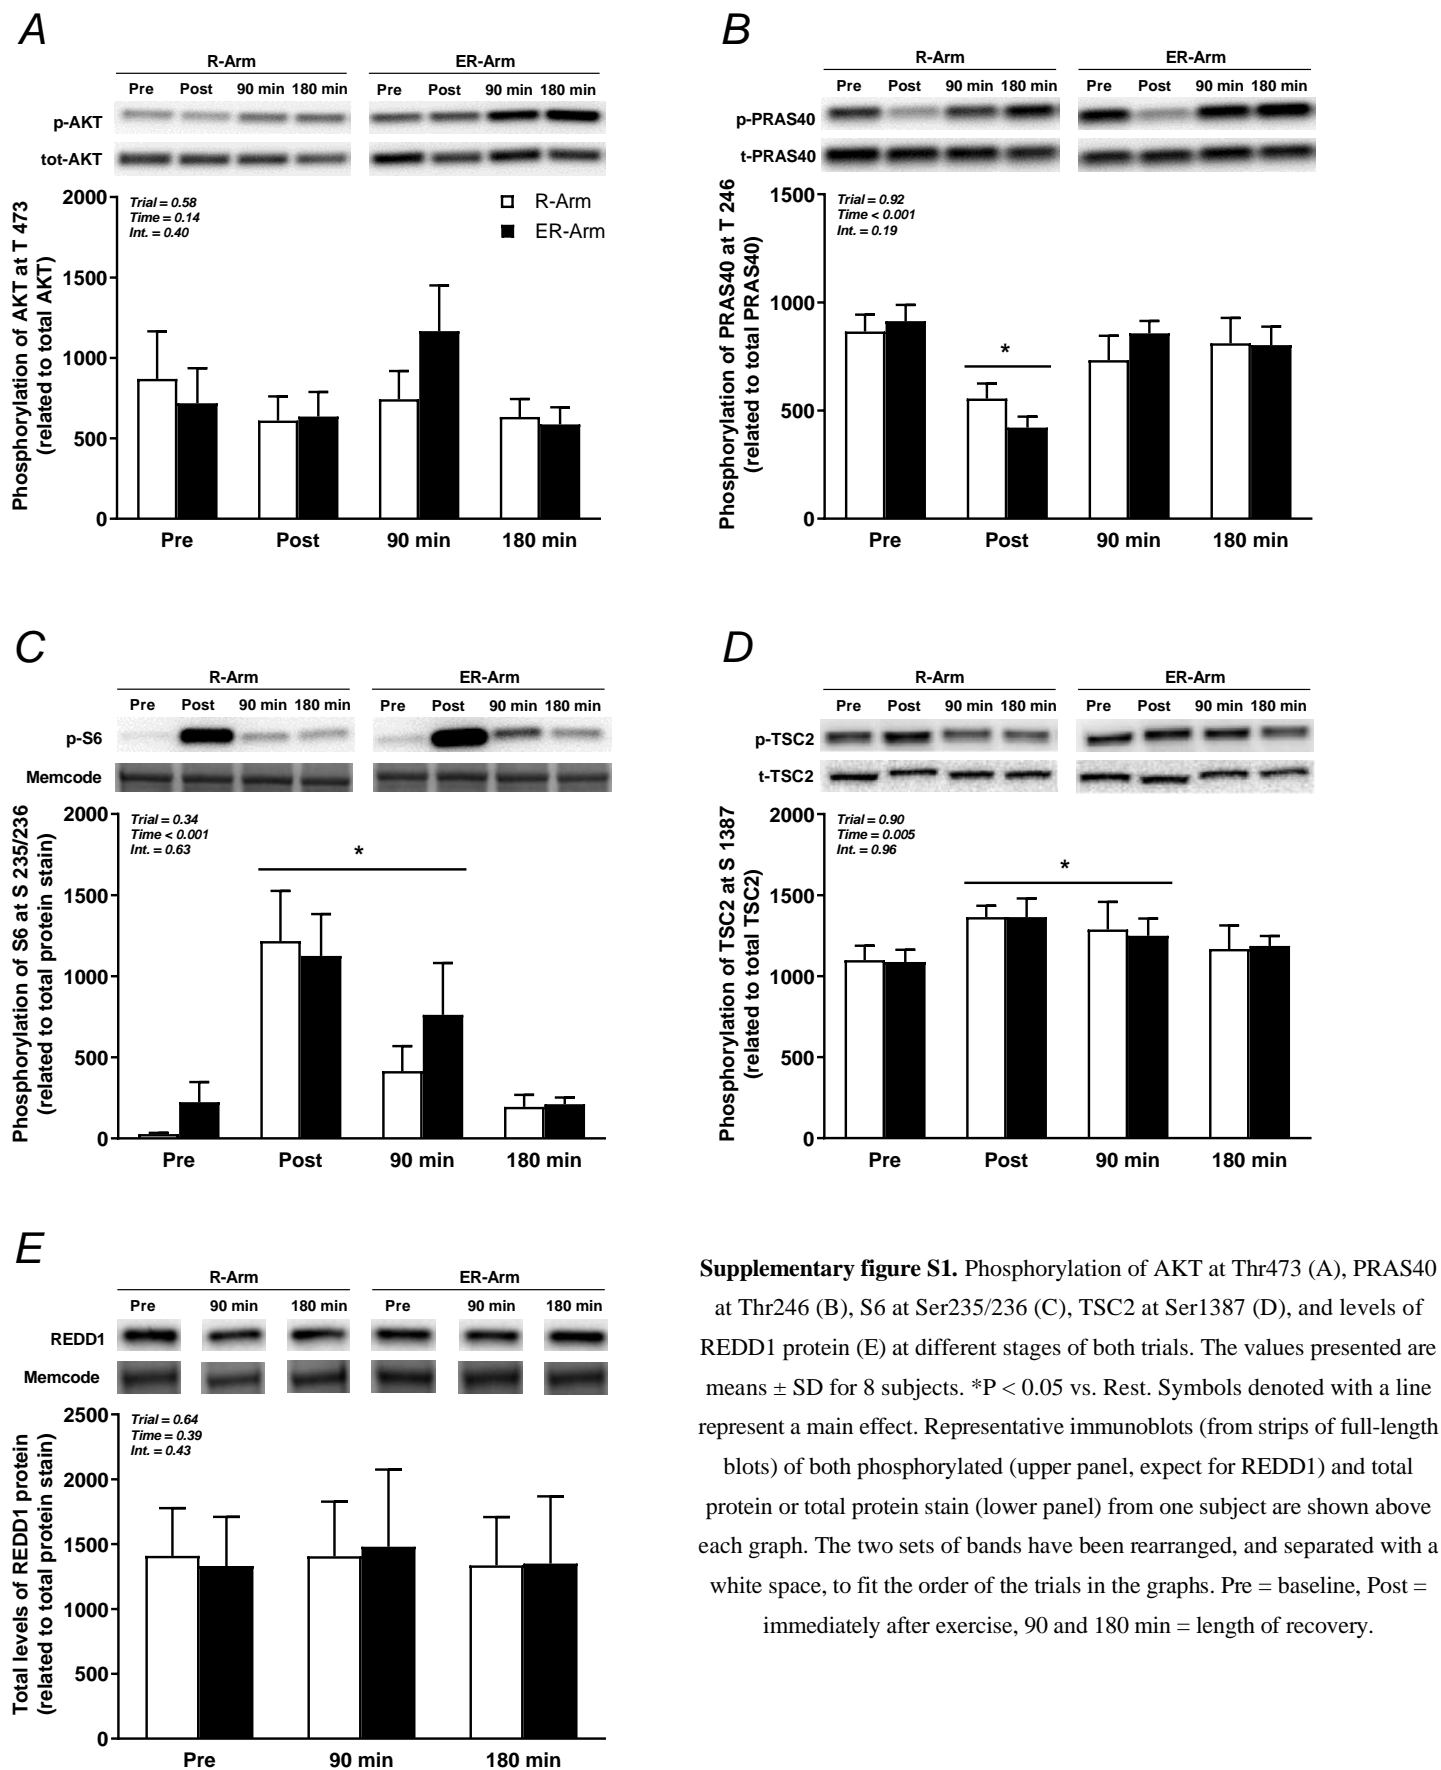 A
R-Arm ER-Arm
Pre Post 90 min 180 min Pre Post 90 min 180 min
p-AKT
tot-AKT
Phosphorylation of AKT at T 473
(related to total AKT)
2000
1500
1000
500
0
Trial = 0.58
Time = 0.14
Int. = 0.40
R-Arm
ER-Arm
Pre Post 90 min 180 min
B
R-Arm ER-Arm
Pre Post 90 min 180 min Pre Post 90 min 180 min
p-PRAS40
t-PRAS40
Phosphorylation of PRAS40 at T 246
(related to total PRAS40)
1500
1000
500
0
Trial = 0.92
Time < 0.001
Int. = 0.19
*
Pre Post 90 min 180 min
C
R-Arm ER-Arm
Pre Post 90 min 180 min Pre Post 90 min 180 min
p-S6
Memcode
Phosphorylation of S6 at S 235/236
(related to total protein stain)
2000
1500
1000
500
0
Trial = 0.34
Time < 0.001
Int. = 0.63
*
Pre Post 90 min 180 min
D
R-Arm ER-Arm
Pre Post 90 min 180 min Pre Post 90 min 180 min
p-TSC2
t-TSC2
Phosphorylation of TSC2 at S 1387
(related to total TSC2)
2000
1500
1000
500
0
Trial = 0.90
Time = 0.005
Int. = 0.96
*
Pre Post 90 min 180 min
E
R-Arm ER-Arm
Pre 90 min 180 min Pre 90 min 180 min
REDD1
Memcode
Total levels of REDD1 protein
(related to total protein stain)
2500
2000
1500
1000
500
0
Trial = 0.64
Time = 0.39
Int. = 0.43
Pre 90 min 180 min
Supplementary figure S1. Phosphorylation of AKT at Thr473 (A), PRAS40
at Thr246 (B), S6 at Ser235/236 (C), TSC2 at Ser1387 (D), and levels of
REDD1 protein (E) at different stages of both trials. The values presented are
means ± SD for 8 subjects. *P < 0.05 vs. Rest. Symbols denoted with a line
represent a main effect. Representative immunoblots (from strips of full-length
blots) of both phosphorylated (upper panel, expect for REDD1) and total
protein or total protein stain (lower panel) from one subject are shown above
each graph. The two sets of bands have been rearranged, and separated with a
white space, to fit the order of the trials in the graphs. Pre = baseline, Post =
immediately after exercise, 90 and 180 min = length of recovery.